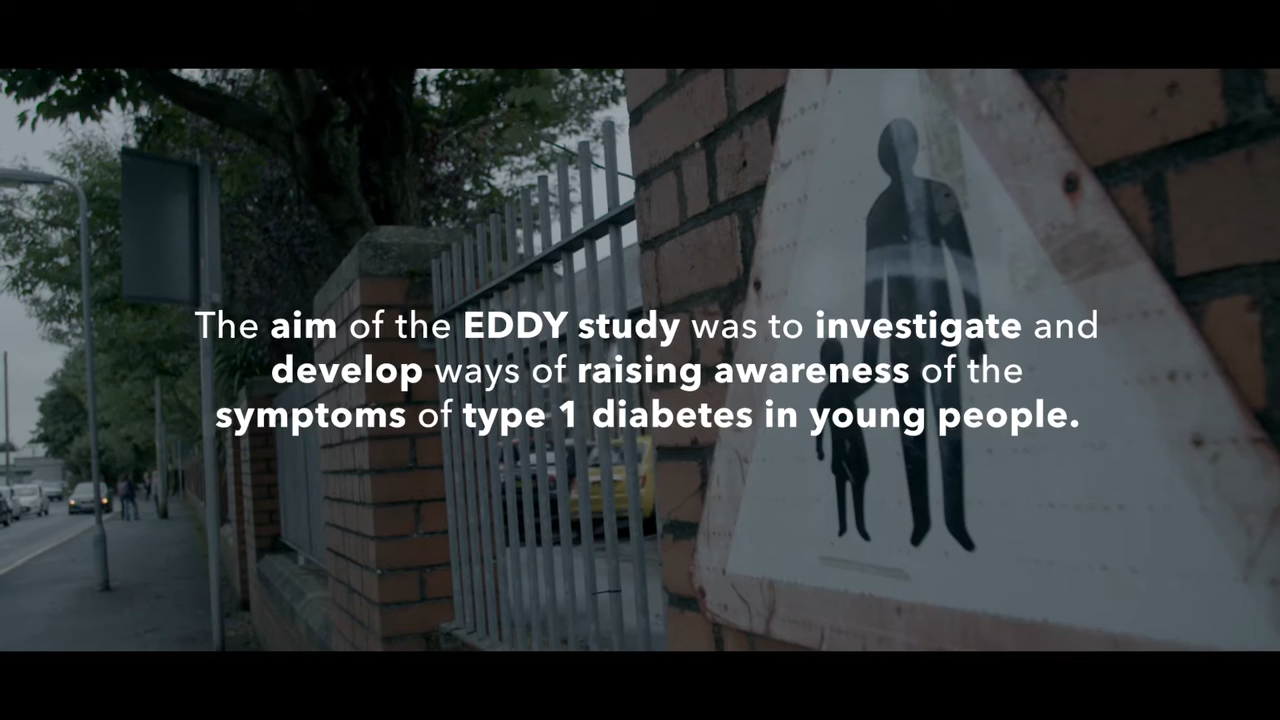 The aim of the EDDY study was to investigate and
develop ways of raising awareness of the
symptoms of type 1 diabetes in young people.